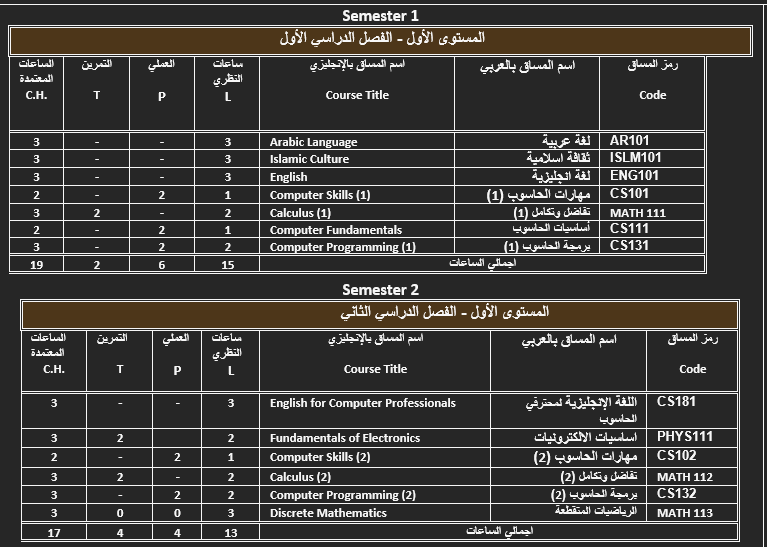 Semester 1
المستوى الأول - الفصل الدراسي الأول
رمز المساق Code | اسم المساق بالعربي | اسم المساق بالإنجليزي Course Title | ساعات النظري L | العملي P | التمرين T | الساعات المعتمدة C.H.
AR101 | لغة عربية | Arabic Language | 3 | - | - | 3
ISLM101 | ثقافة اسلامية | Islamic Culture | 3 | - | - | 3
ENG101 | لغة انجليزية | English | 3 | - | - | 3
CS101 | مهارات الحاسوب (1) | Computer Skills (1) | 1 | 2 | - | 2
MATH 111 | تفاضل وتكامل (1) | Calculus (1) | 2 | - | 2 | 3
CS111 | أساسيات الحاسوب | Computer Fundamentals | 1 | 2 | - | 2
CS131 | برمجة الحاسوب (1) | Computer Programming (1) | 2 | 2 | - | 3
اجمالي الساعات | 15 | 6 | 2 | 19
Semester 2
المستوى الأول - الفصل الدراسي الثاني
رمز المساق Code | اسم المساق بالعربي | اسم المساق بالإنجليزي Course Title | ساعات النظري L | العملي P | التمرين T | الساعات المعتمدة C.H.
CS181 | اللغة الإنجليزية لمحترفي الحاسوب | English for Computer Professionals | 3 | - | - | 3
PHYS111 | اساسيات الالكترونيات | Fundamentals of Electronics | 2 | 2 | 3
CS102 | مهارات الحاسوب (2) | Computer Skills (2) | 1 | 2 | - | 2
MATH 112 | تفاضل وتكامل (2) | Calculus (2) | 2 | - | 2 | 3
CS132 | برمجة الحاسوب (2) | Computer Programming (2) | 2 | 2 | - | 3
MATH 113 | الرياضيات المتقطعة | Discrete Mathematics | 3 | 0 | 0 | 3
اجمالي الساعات | 13 | 4 | 4 | 17